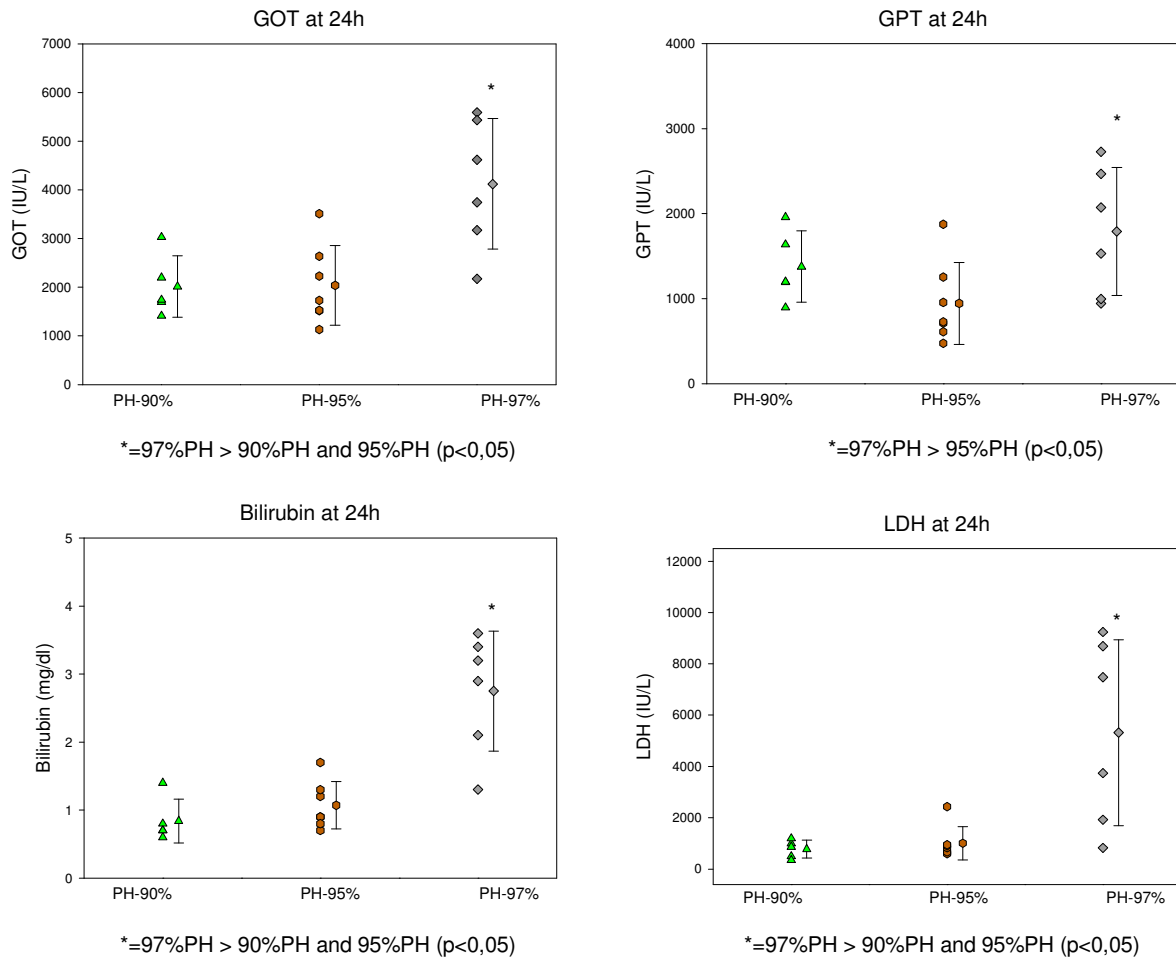 GOT at 24h
7000
6000
5000
4000
3000
2000
1000
0
GOT (IU/L)
*
PH-90% PH-95% PH-97%
*=97%PH > 90%PH and 95%PH (p<0,05)
GPT at 24h
4000
3000
2000
1000
0
GPT (IU/L)
*
PH-90% PH-95% PH-97%
*=97%PH > 95%PH (p<0,05)
Bilirubin at 24h
5
4
3
2
1
0
Bilirubin (mg/dl)
*
PH-90% PH-95% PH-97%
*=97%PH > 90%PH and 95%PH (p<0,05)
LDH at 24h
12000
10000
8000
6000
4000
2000
0
LDH (IU/L)
*
PH-90% PH-95% PH-97%
*=97%PH > 90%PH and 95%PH (p<0,05)